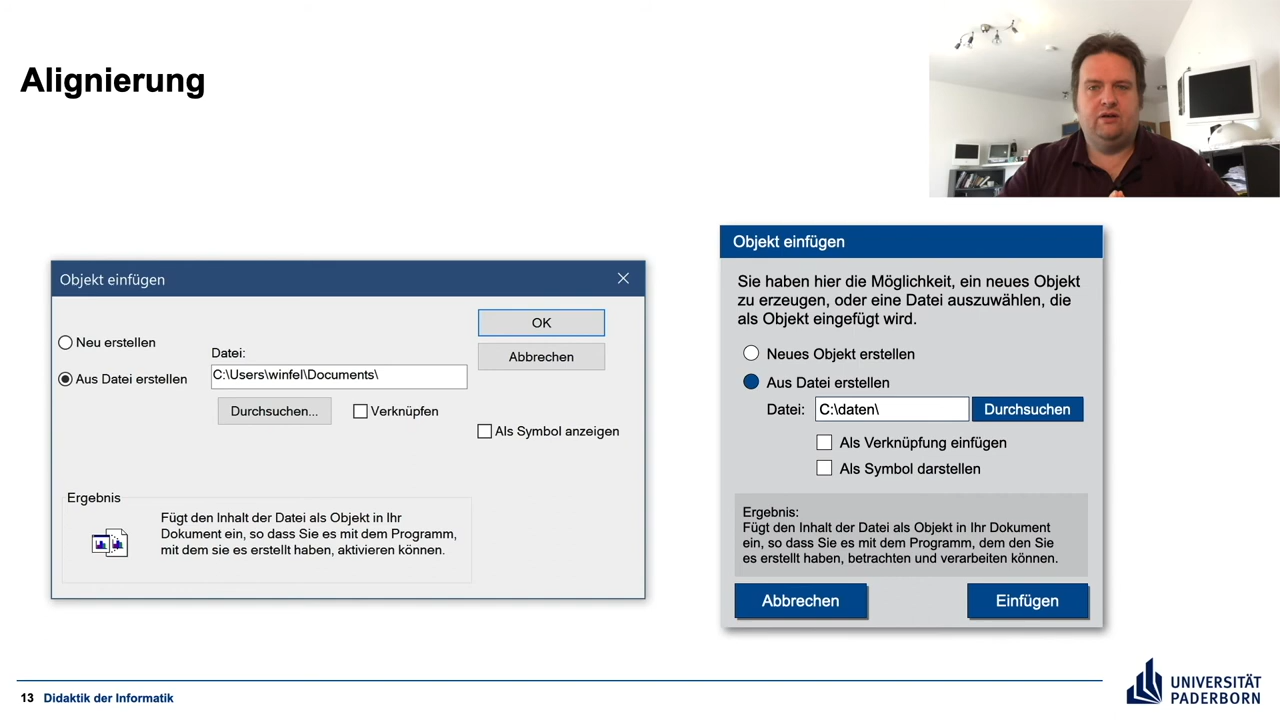 Alignierung
Objekt einfügen
Neu erstellen
Aus Datei erstellen
Datei:
C:\Users\winfel\Documents\
Durchsuchen...
Verknüpfen
OK
Abbrechen
Als Symbol anzeigen
Ergebnis
Fügt den Inhalt der Datei als Objekt in Ihr
Dokument ein, so dass Sie es mit dem Programm,
mit dem sie es erstellt haben, aktivieren können.
Objekt einfügen
Sie haben hier die Möglichkeit, ein neues Objekt
zu erzeugen, oder eine Datei auszuwählen, die
als Objekt eingefügt wird.
Neues Objekt erstellen
Aus Datei erstellen
Datei: C:\daten\ Durchsuchen
Als Verknüpfung einfügen
Als Symbol darstellen
Ergebnis:
Fügt den Inhalt der Datei als Objekt in Ihr Dokument
ein, so dass Sie es mit dem Programm, dem den Sie
es erstellt haben, betrachten und verarbeiten können.
Abbrechen Einfügen
13 Didaktik der Informatik
UNIVERSITÄT
PADERBORN